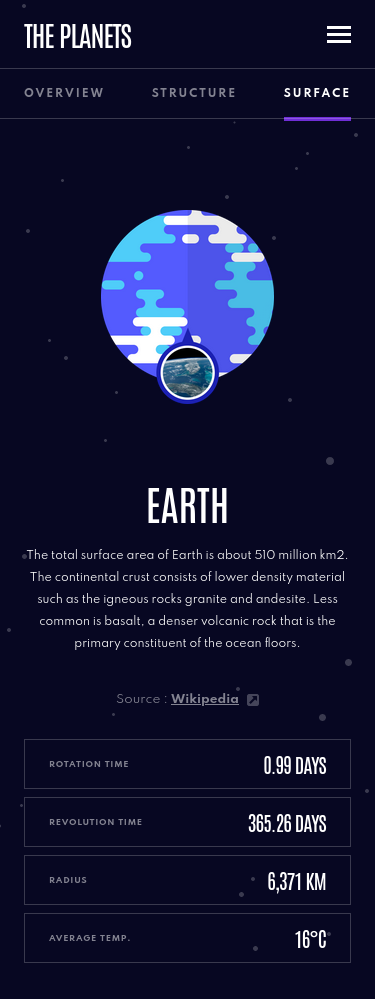 THE PLANETS
OVERVIEW STRUCTURE SURFACE
EARTH
The total surface area of Earth is about 510 million km2.
The continental crust consists of lower density material
such as the igneous rocks granite and andesite. Less
common is basalt, a denser volcanic rock that is the
primary constituent of the ocean floors.
Source : Wikipedia
ROTATION TIME 0.99 DAYS
REVOLUTION TIME 365.26 DAYS
RADIUS 6,371 KM
AVERAGE TEMP. 16°C